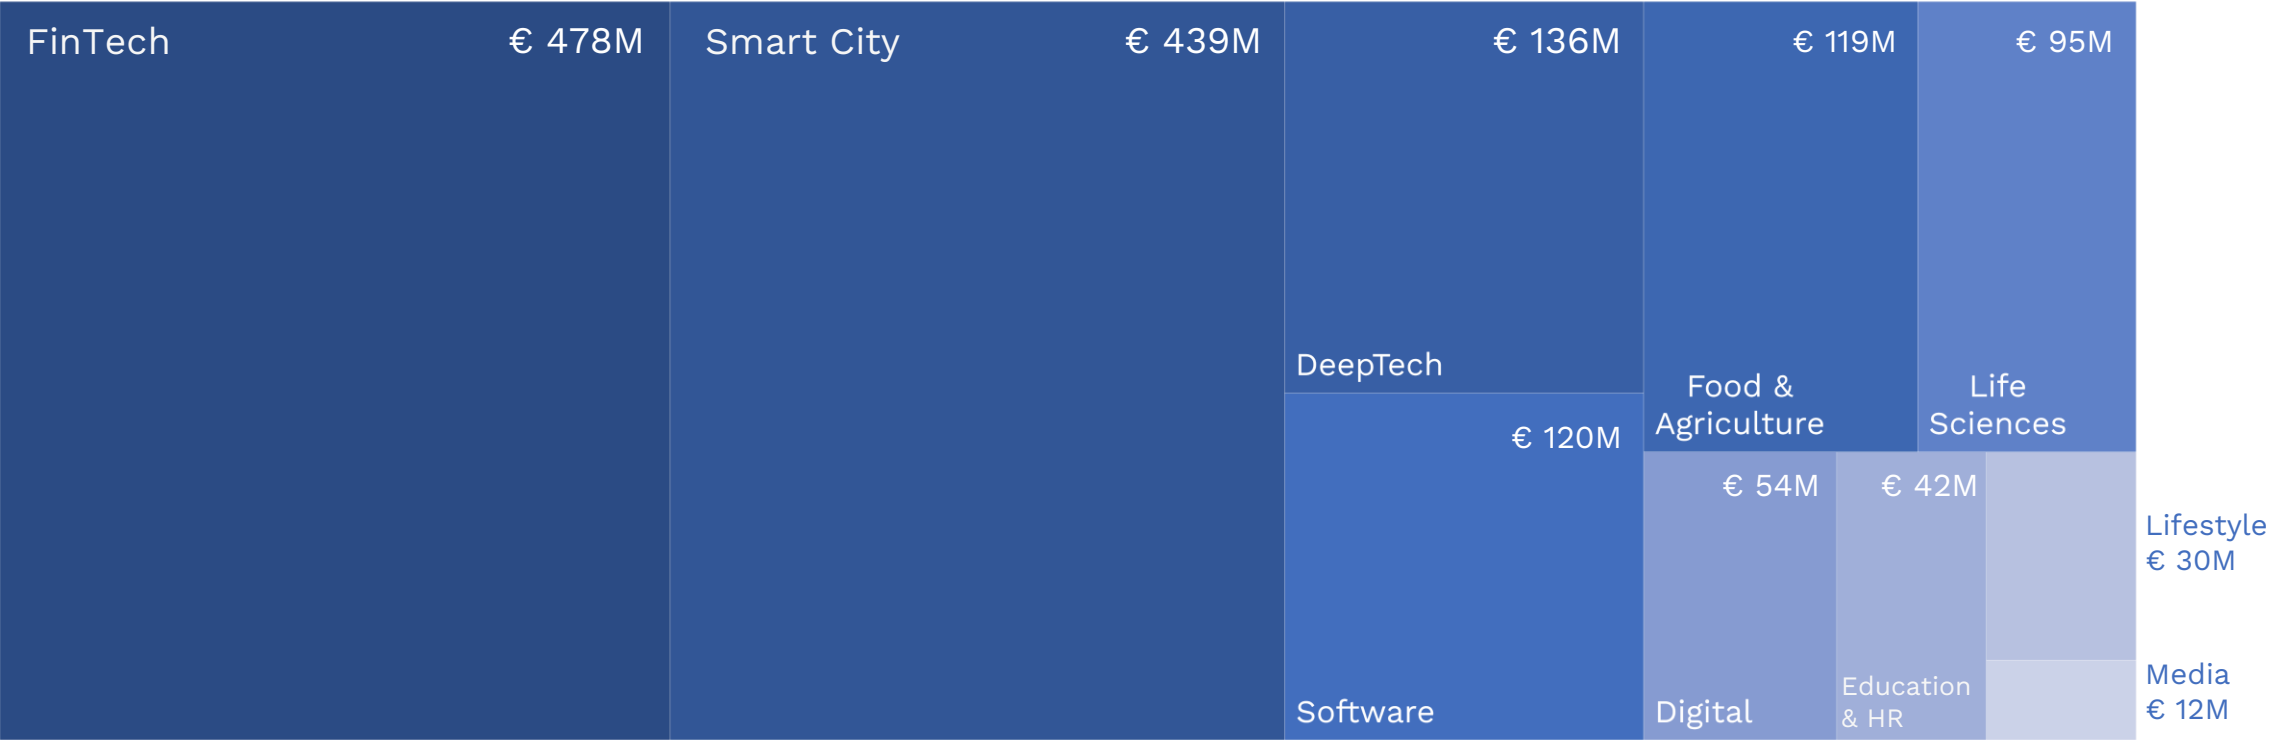 FinTech
€ 478M
Smart City
€ 439M
€ 136M
DeepTech
€ 120M
Software
€ 119M
Food &
Agriculture
€ 95M
Life
Sciences
€ 54M
Digital
€ 42M
Education
& HR
Lifestyle
€ 30M
Media
€ 12M